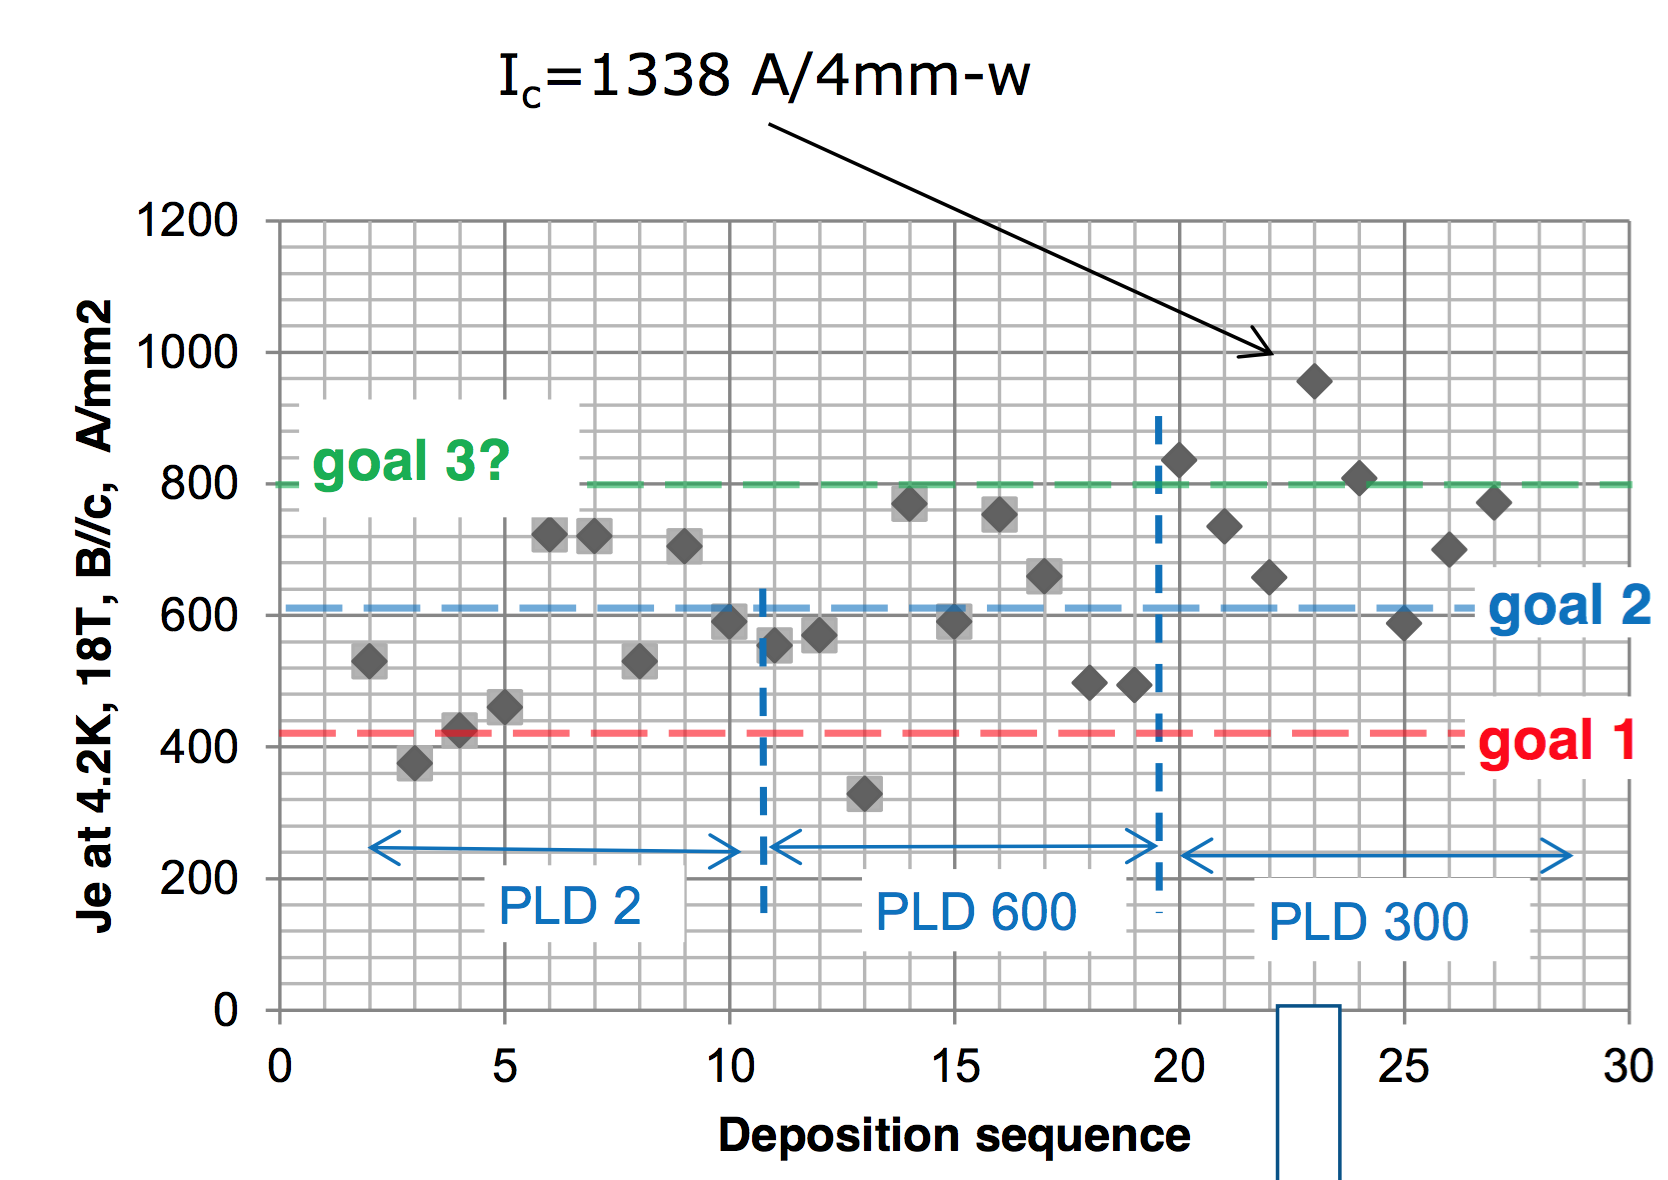 I_c=1338 A/4mm-w
1200
1000
800
600
400
200
0
Je at 4.2K, 18T, B//c, A/mm2
goal 3?
goal 2
goal 1
PLD 2
PLD 600
PLD 300
0 5 10 15 20 25 30
Deposition sequence